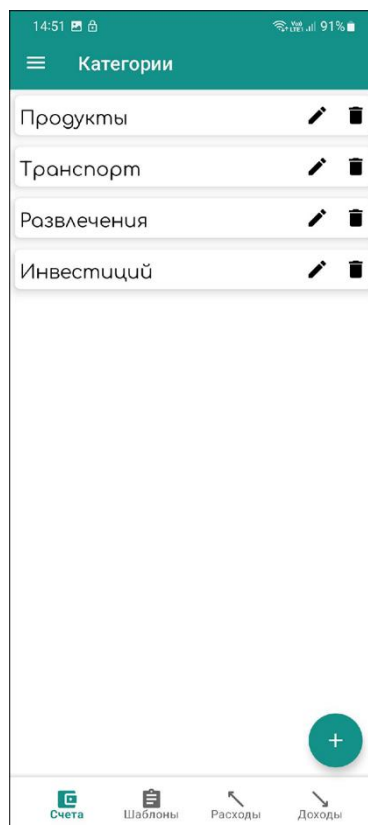 14:51 91%
Категории
Продукты
Транспорт
Развлечения
Инвестиций
Счета Шаблоны Расходы Доходы